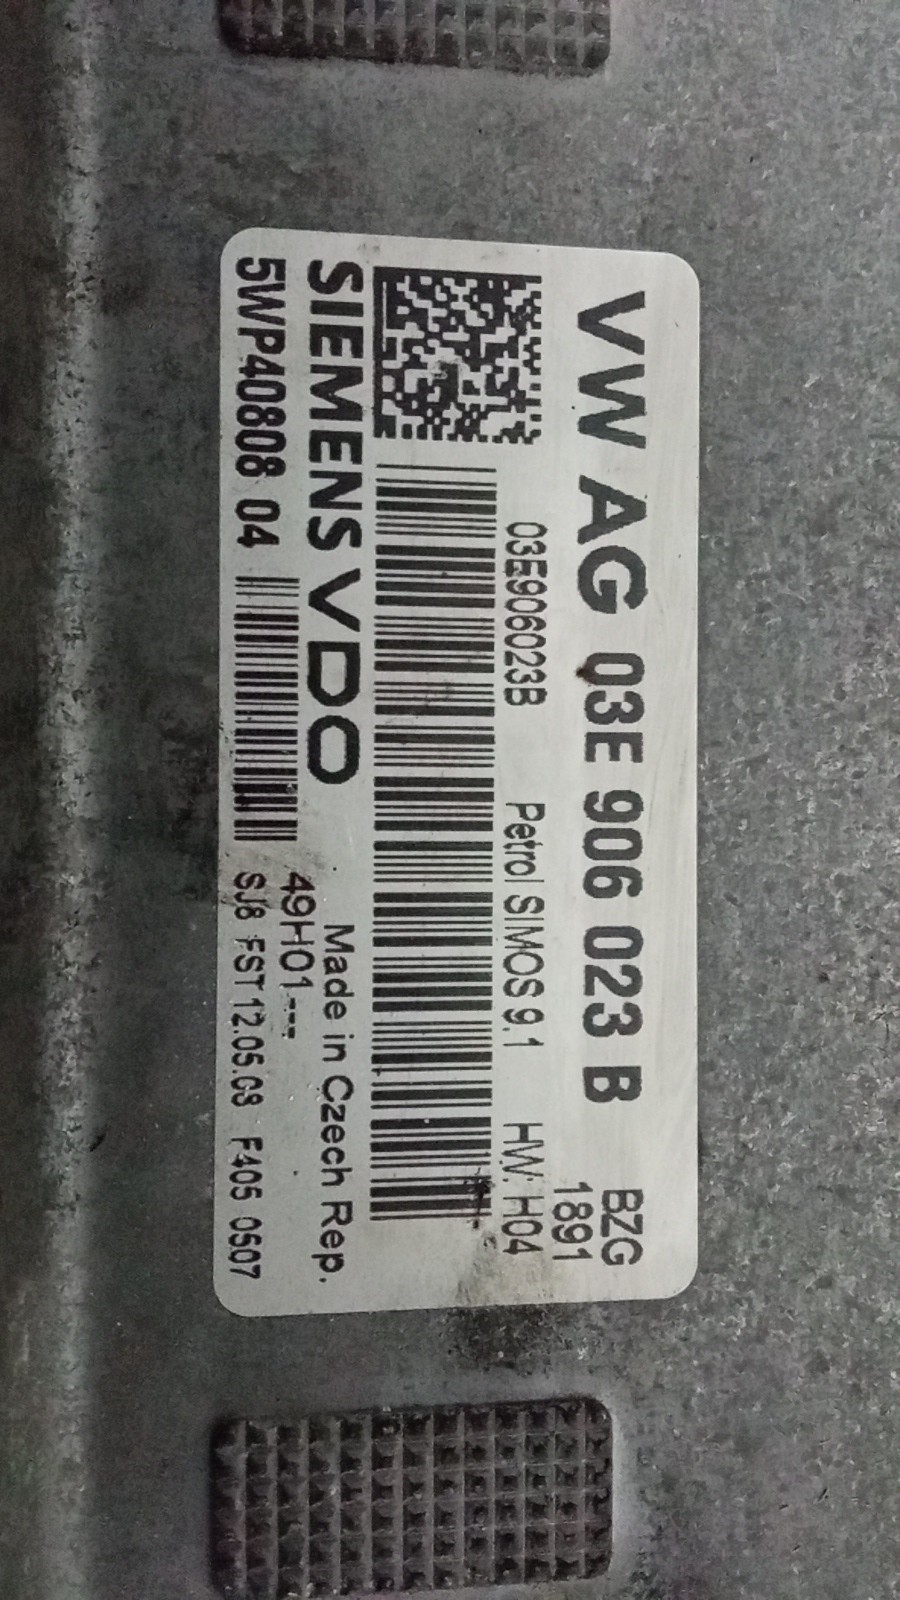 VW AG 03E 906 023 B
BZG
1891
03E906023B Petrol SIMOS 9.1 HW: H04
SIEMENS VDO
Made in Czech Rep.
49H01---
5WP40808 04
SJ8 FST 12.05.08 F405 0507